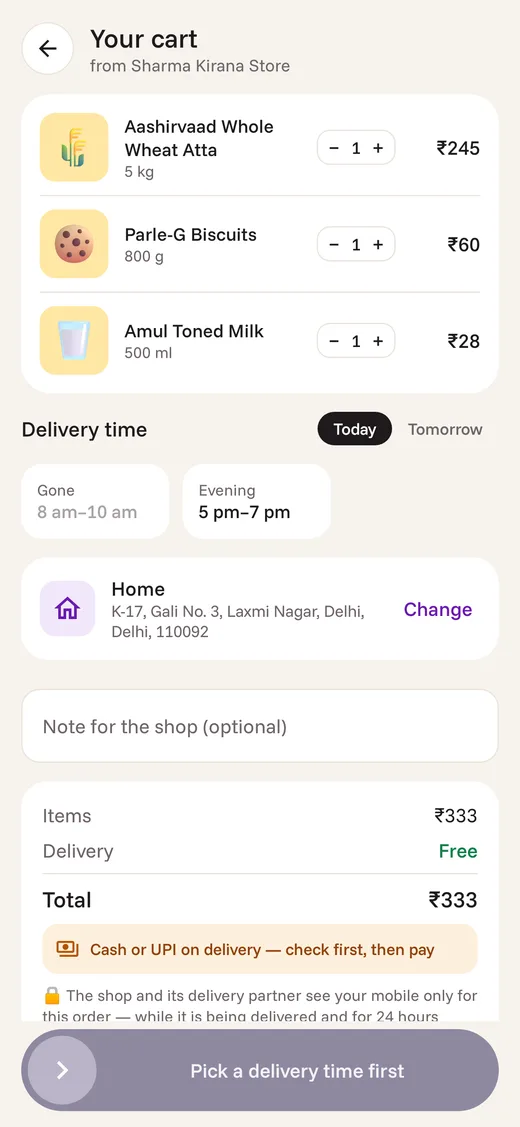 Your cart
from Sharma Kirana Store
Aashirvaad Whole
Wheat Atta
5 kg
− 1 +
₹245
Parle-G Biscuits
800 g
− 1 +
₹60
Amul Toned Milk
500 ml
− 1 +
₹28
Delivery time
Today
Tomorrow
Gone
8 am–10 am
Evening
5 pm–7 pm
Home
K-17, Gali No. 3, Laxmi Nagar, Delhi,
Delhi, 110092
Change
Note for the shop (optional)
Items ₹333
Delivery Free
Total ₹333
Cash or UPI on delivery — check first, then pay
🔒 The shop and its delivery partner see your mobile only for
this order — while it is being delivered and for 24 hours
Pick a delivery time first